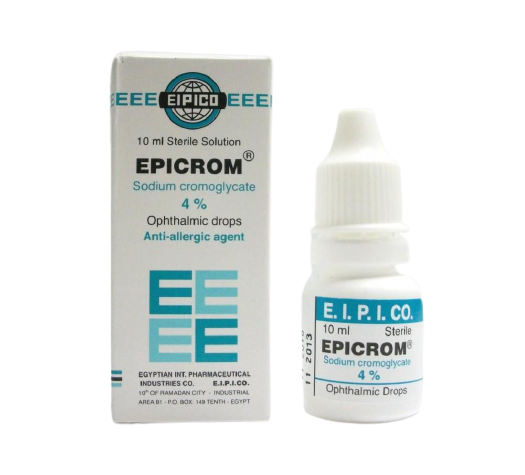 EEEE EIPICO EEEE
10 ml Sterile Solution
EPICROM®
Sodium cromoglycate
4 %
Ophthalmic drops
Anti-allergic agent
EE
EE
EGYPTIAN INT. PHARMACEUTICAL
INDUSTRIES CO. E.I.P.I.CO.
10TH OF RAMADAN CITY - INDUSTRIAL
AREA B1 - P.O. BOX: 149 TENTH - EGYPT
E. I. P. I. CO.
10 ml Sterile
EPICROM®
Sodium cromoglycate
4 %
Ophthalmic Drops
11 2013